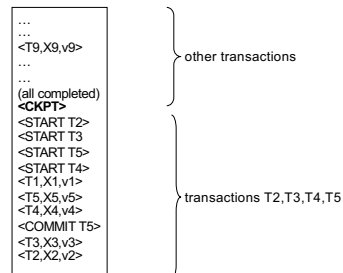 ...
...
<T9,X9,v9>
...
...
(all completed)
<CKPT>
<START T2>
<START T3
<START T5>
<START T4>
<T1,X1,v1>
<T5,X5,v5>
<T4,X4,v4>
<COMMIT T5>
<T3,X3,v3>
<T2,X2,v2>
other transactions
transactions T2,T3,T4,T5